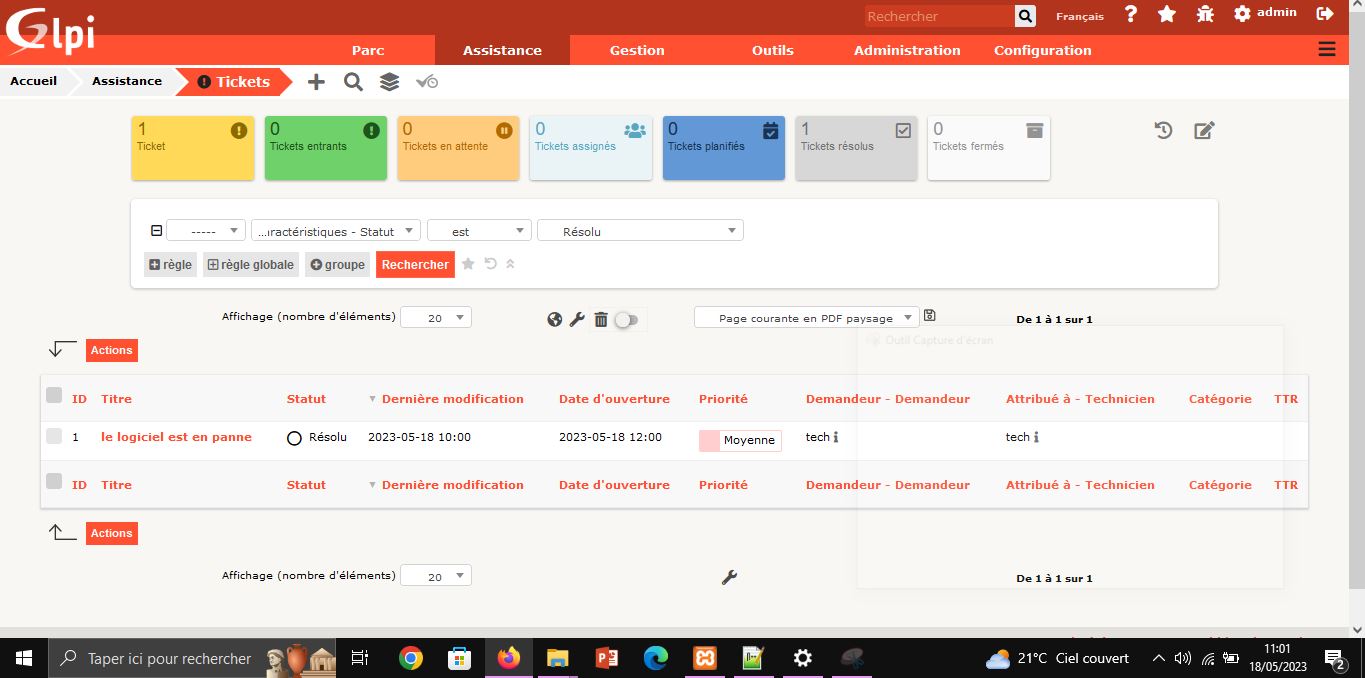 Glpi
Rechercher
Français
?
admin
Parc
Assistance
Gestion
Outils
Administration
Configuration
Accueil
Assistance
Tickets
1
Ticket
0
Tickets entrants
0
Tickets en attente
0
Tickets assignés
0
Tickets planifiés
1
Tickets résolus
0
Tickets fermés
-----
...ıractéristiques - Statut
est
Résolu
règle
règle globale
groupe
Rechercher
Affichage (nombre d'éléments)
20
Page courante en PDF paysage
De 1 à 1 sur 1
Outil Capture d'écran
Actions
ID Titre Statut Dernière modification Date d'ouverture Priorité Demandeur - Demandeur Attribué à - Technicien Catégorie TTR
1 le logiciel est en panne Résolu 2023-05-18 10:00 2023-05-18 12:00 Moyenne tech tech
ID Titre Statut Dernière modification Date d'ouverture Priorité Demandeur - Demandeur Attribué à - Technicien Catégorie TTR
Actions
Affichage (nombre d'éléments)
20
De 1 à 1 sur 1
Taper ici pour rechercher
21°C Ciel couvert
11:01
18/05/2023
2